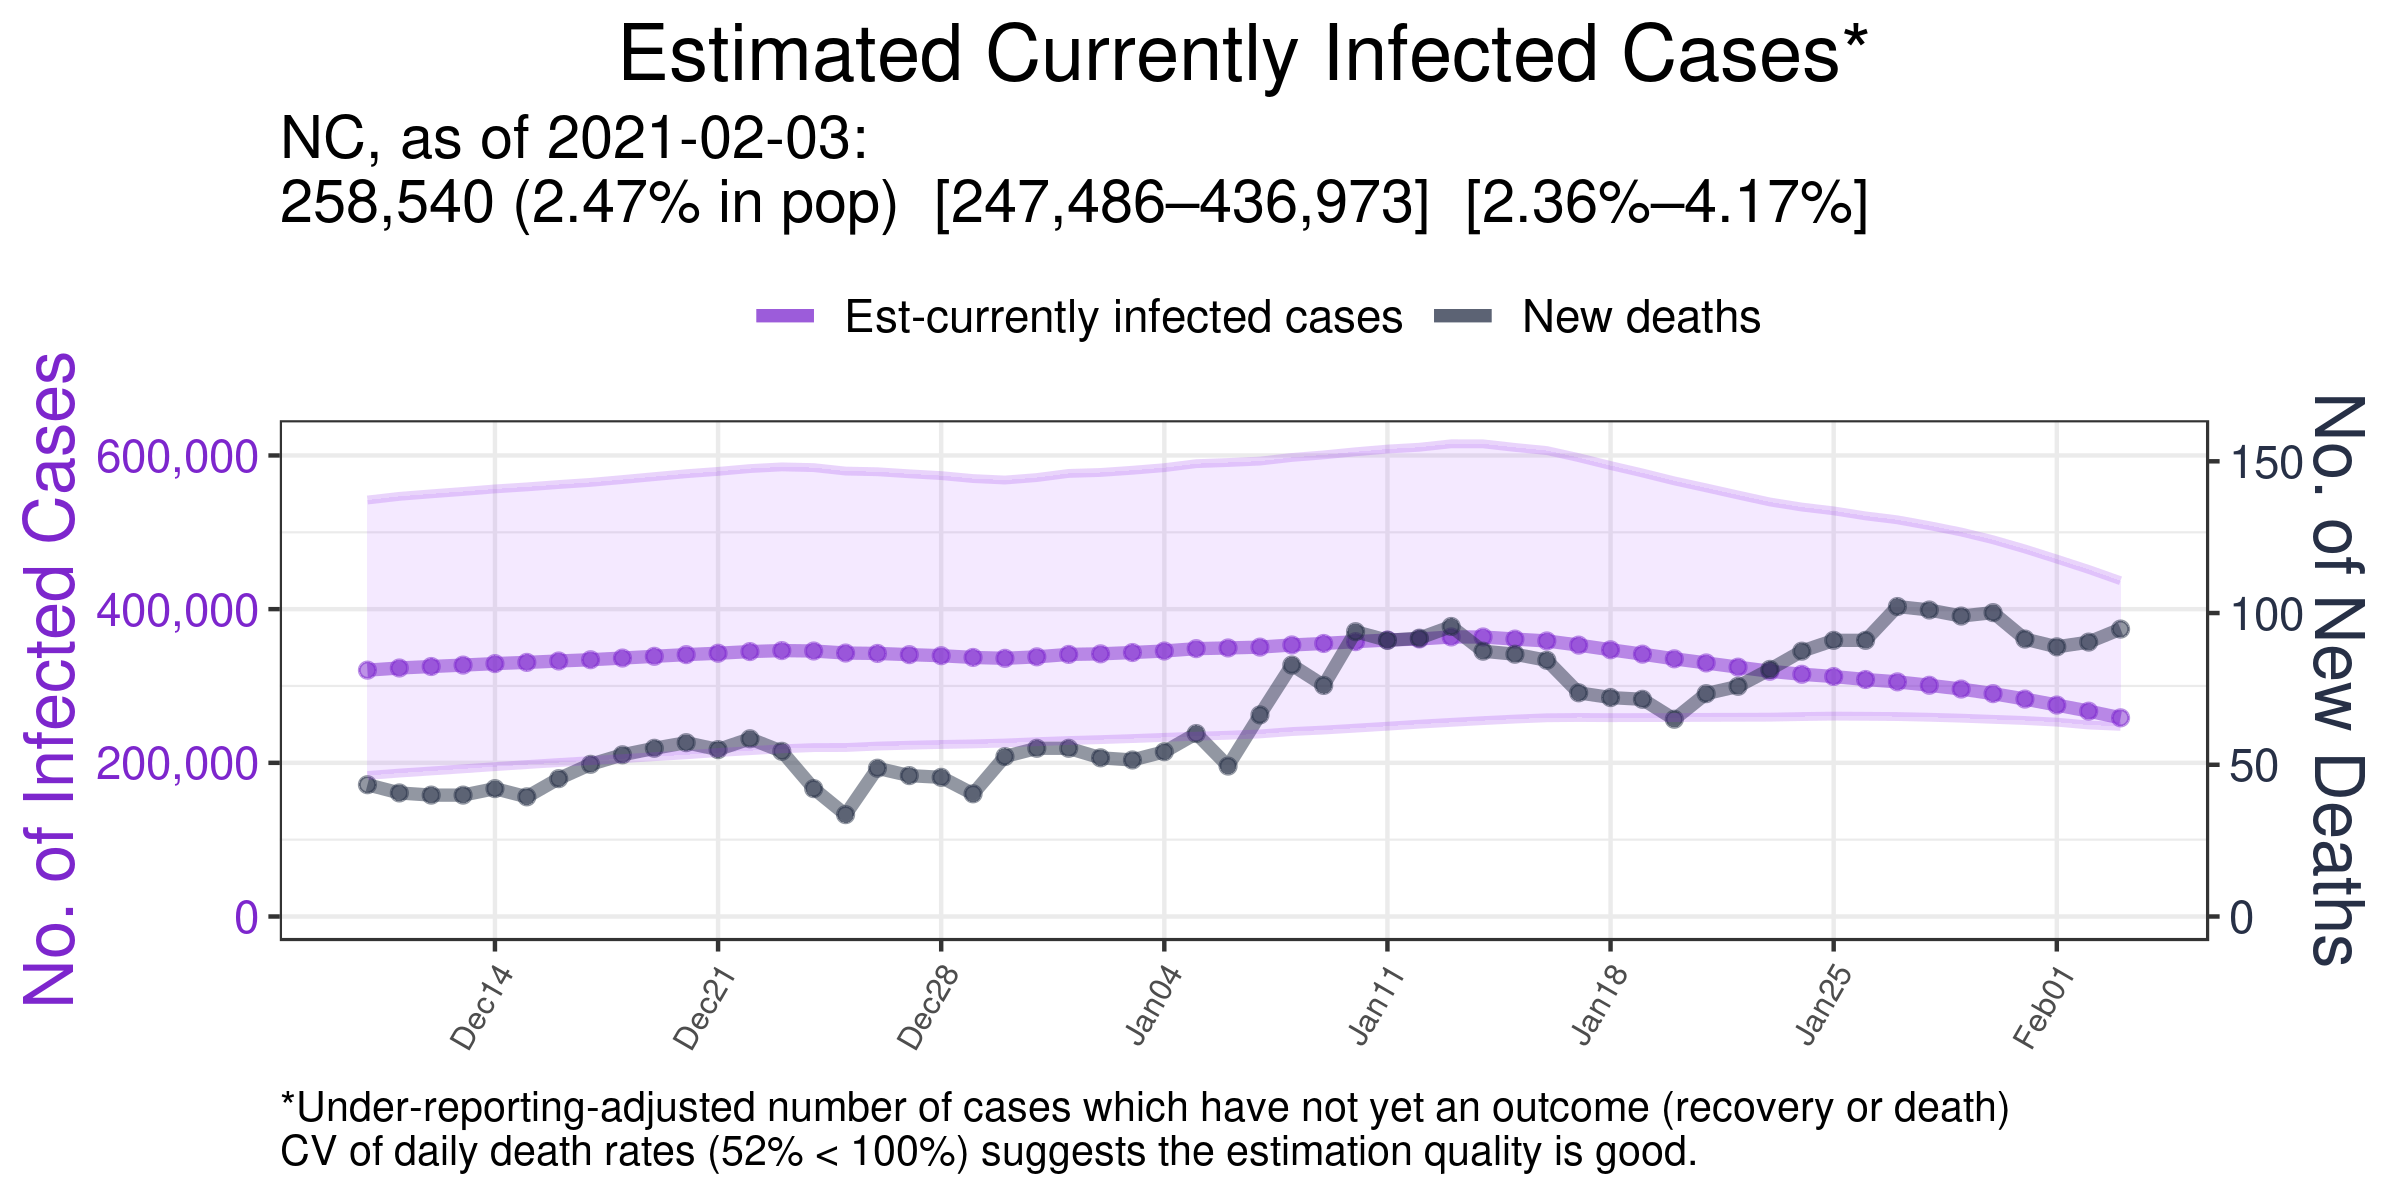 Estimated Currently Infected Cases*
NC, as of 2021-02-03:
258,540 (2.47% in pop)  [247,486–436,973]  [2.36%–4.17%]
Est-currently infected cases
New deaths
No. of Infected Cases
600,000
400,000
200,000
0
150
100
50
0
No. of New Deaths
Dec14
Dec21
Dec28
Jan04
Jan11
Jan18
Jan25
Feb01
*Under-reporting-adjusted number of cases which have not yet an outcome (recovery or death)
CV of daily death rates (52% < 100%) suggests the estimation quality is good.